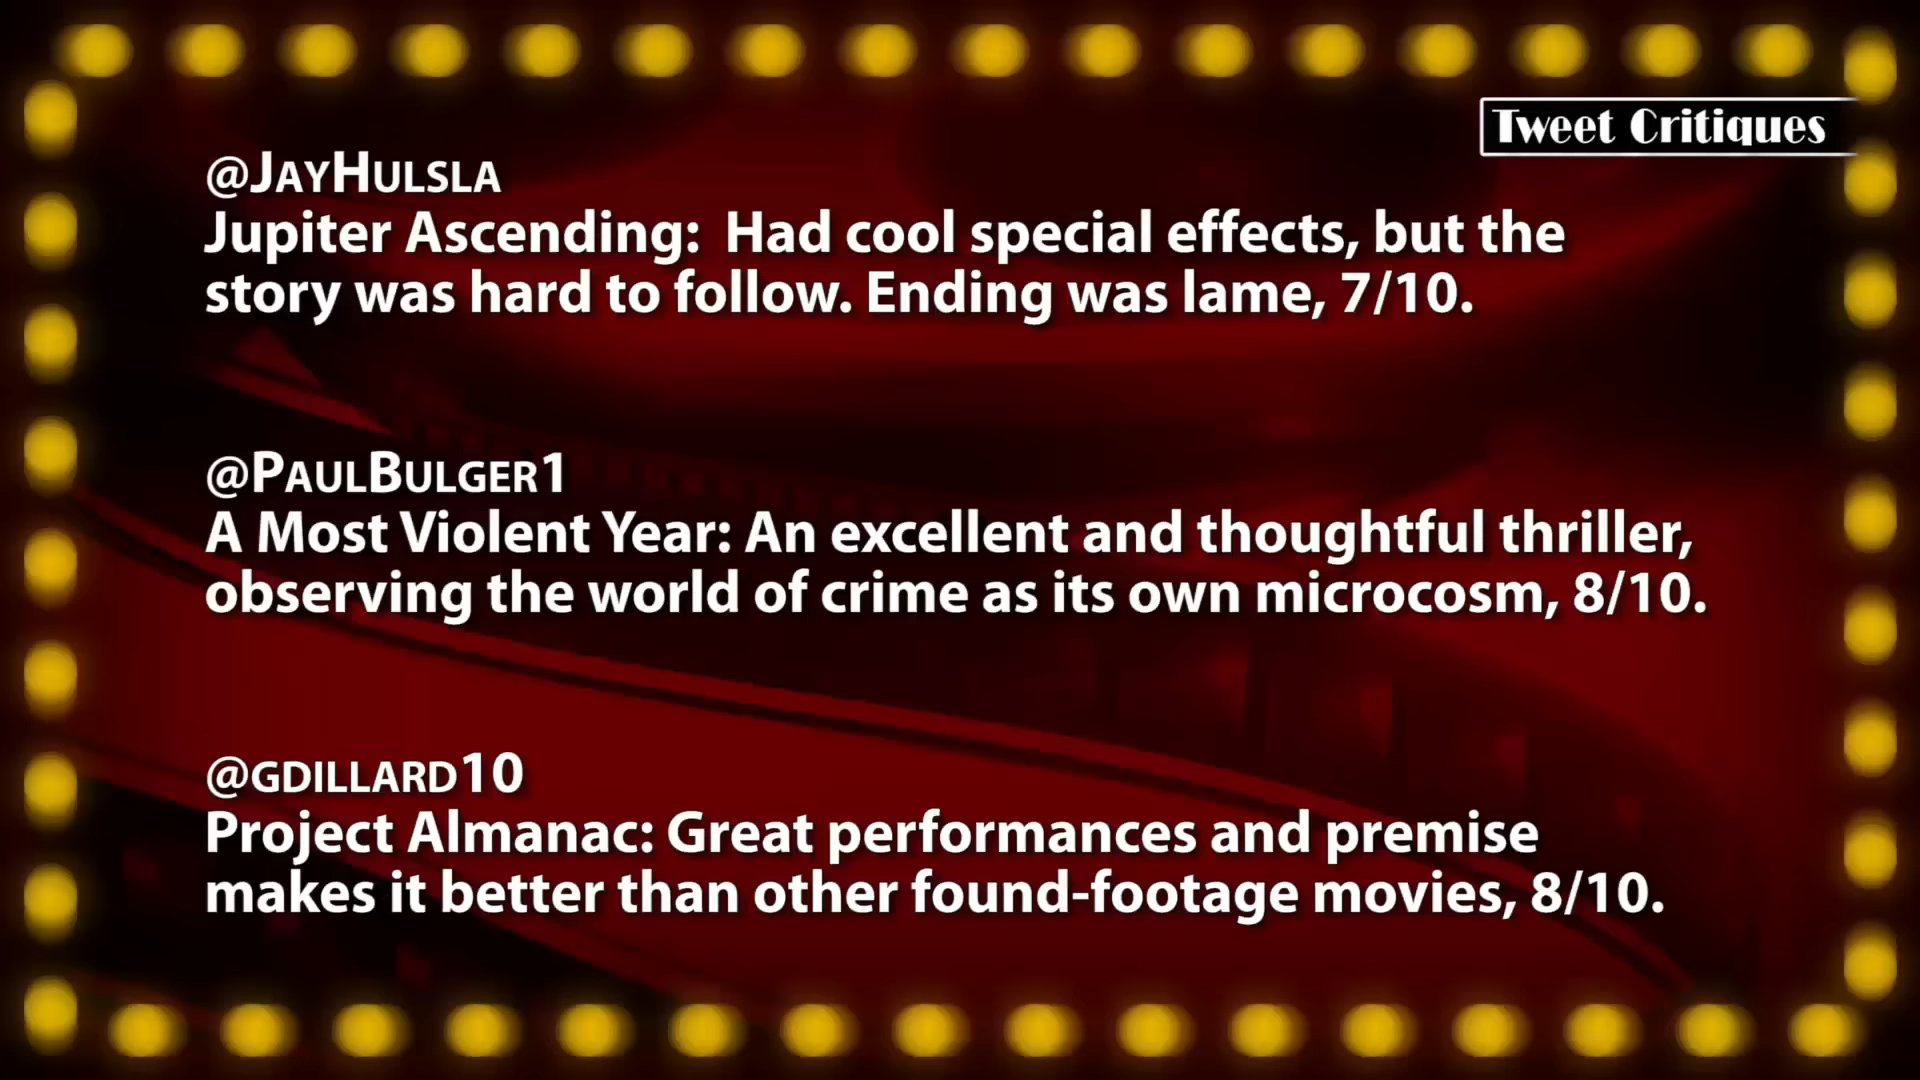 Tweet Critiques
@JayHulsla
Jupiter Ascending:  Had cool special effects, but the
story was hard to follow. Ending was lame, 7/10.
@PaulBulger1
A Most Violent Year: An excellent and thoughtful thriller,
observing the world of crime as its own microcosm, 8/10.
@gdillard10
Project Almanac: Great performances and premise
makes it better than other found-footage movies, 8/10.